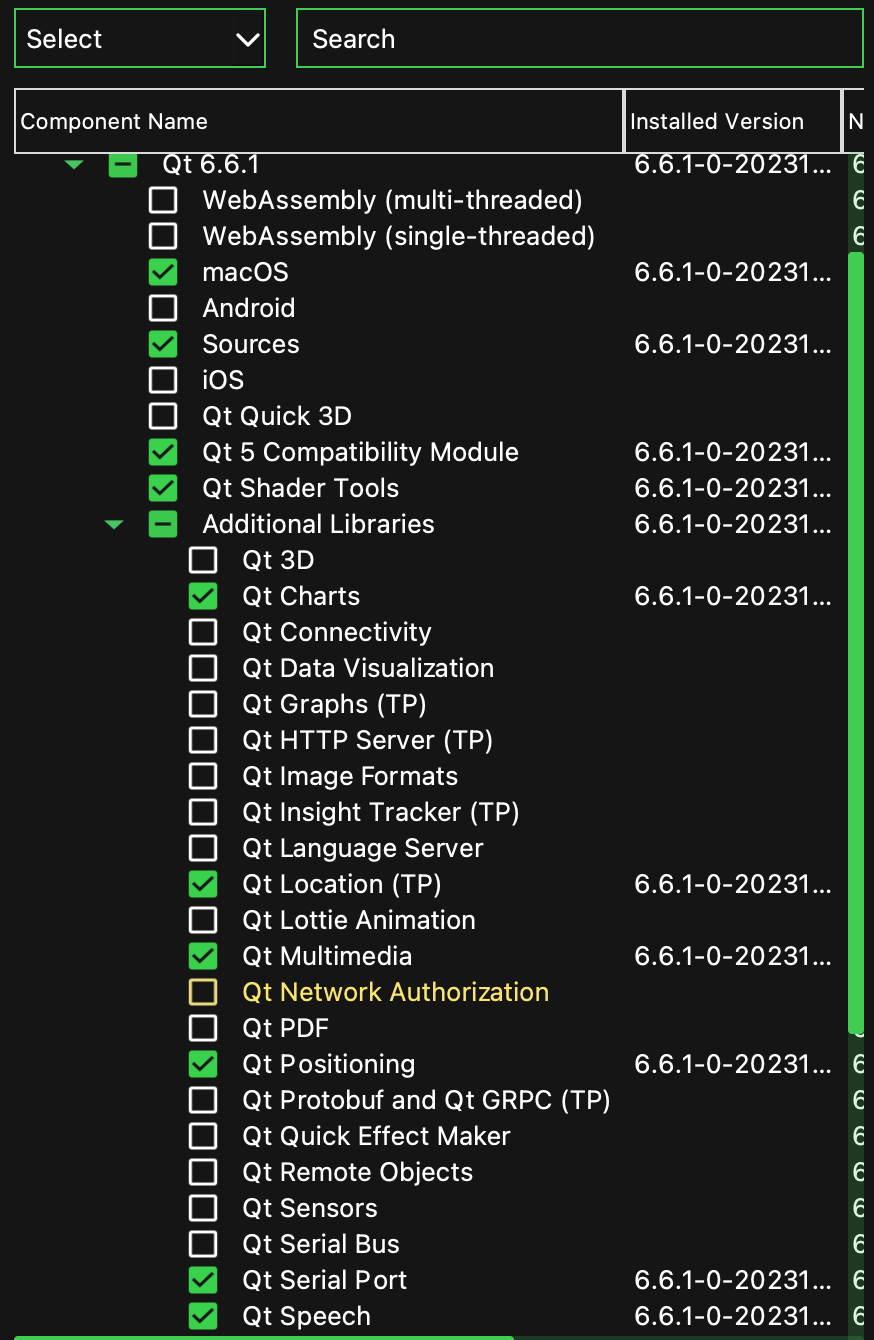 Select Search
Component Name Installed Version N
Qt 6.6.1 6.6.1-0-20231... 6
WebAssembly (multi-threaded) 6
WebAssembly (single-threaded) 6
macOS 6.6.1-0-20231...
Android
Sources 6.6.1-0-20231...
iOS
Qt Quick 3D
Qt 5 Compatibility Module 6.6.1-0-20231...
Qt Shader Tools 6.6.1-0-20231...
Additional Libraries 6.6.1-0-20231...
Qt 3D
Qt Charts 6.6.1-0-20231...
Qt Connectivity
Qt Data Visualization
Qt Graphs (TP)
Qt HTTP Server (TP)
Qt Image Formats
Qt Insight Tracker (TP)
Qt Language Server
Qt Location (TP) 6.6.1-0-20231...
Qt Lottie Animation
Qt Multimedia 6.6.1-0-20231...
Qt Network Authorization
Qt PDF
Qt Positioning 6.6.1-0-20231... 6
Qt Protobuf and Qt GRPC (TP) 6
Qt Quick Effect Maker 6
Qt Remote Objects 6
Qt Sensors 6
Qt Serial Bus 6
Qt Serial Port 6.6.1-0-20231... 6
Qt Speech 6.6.1-0-20231... 6